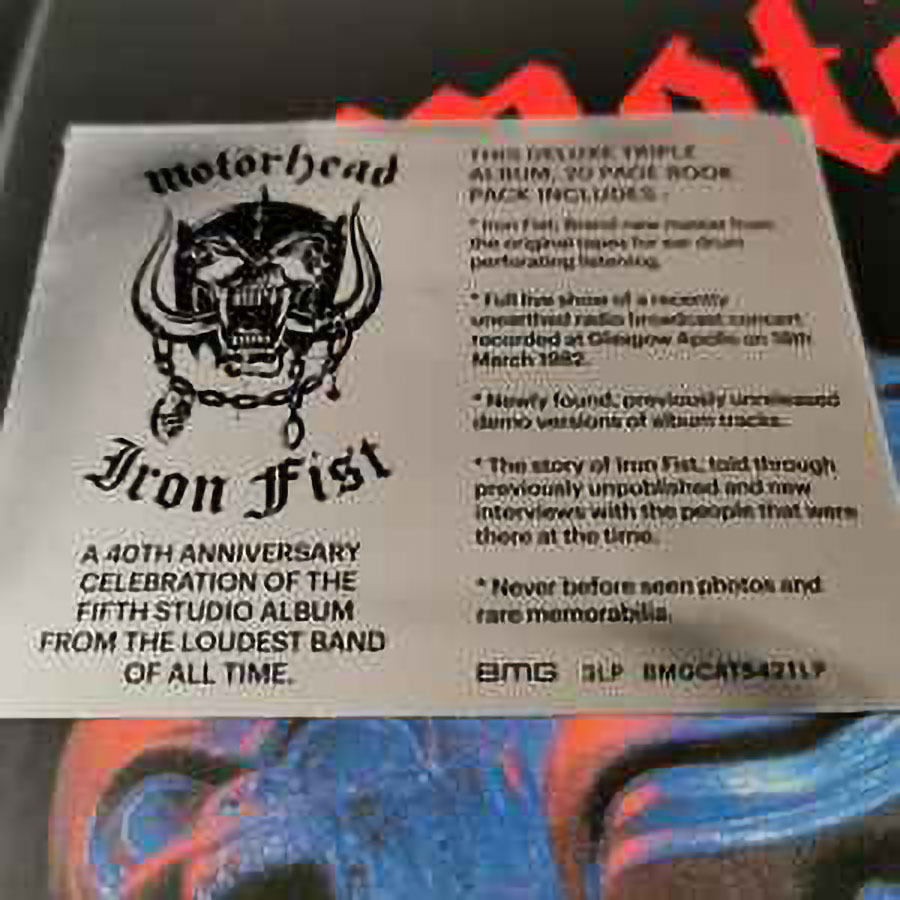 moto
motörhead
Iron Fist
A 40TH ANNIVERSARY
CELEBRATION OF THE
FIFTH STUDIO ALBUM
FROM THE LOUDEST BAND
OF ALL TIME.
THIS DELUXE TRIPLE
ALBUM, 20 PAGE BOOK
PACK INCLUDES -
* Iron Fist, Brand new master from
the original tapes for ear drum
perforating listening.
* Full live show of a recently
unearthed radio broadcast concert
recorded at Glasgow Apollo on 18th
March 1982.
* Newly found, previously unreleased
demo versions of album tracks.
* The story of Iron Fist, told through
previously unpublished and new
interviews with the people that were
there at the time.
* Never before seen photos and
rare memorabilia.
BMG 3LP BMGCAT5421LP